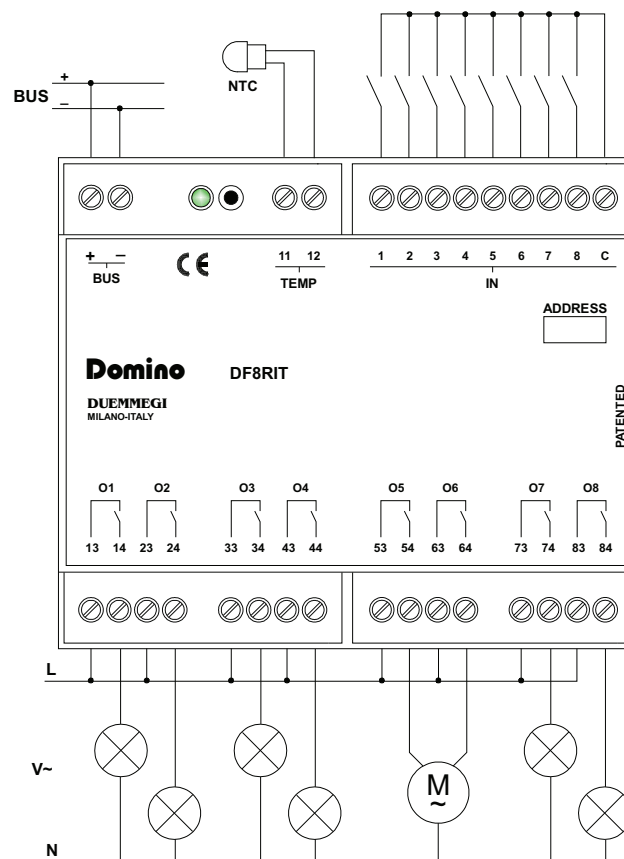 +
BUS
–
NTC
+ –
BUS
CE
11 12
TEMP
1 2 3 4 5 6 7 8 C
IN
ADDRESS
Domino DF8RIT
DUEMMEGI
MILANO-ITALY
PATENTED
O1 O2 O3 O4 O5 O6 O7 O8
13 14 23 24 33 34 43 44 53 54 63 64 73 74 83 84
L
V~
M
~
N